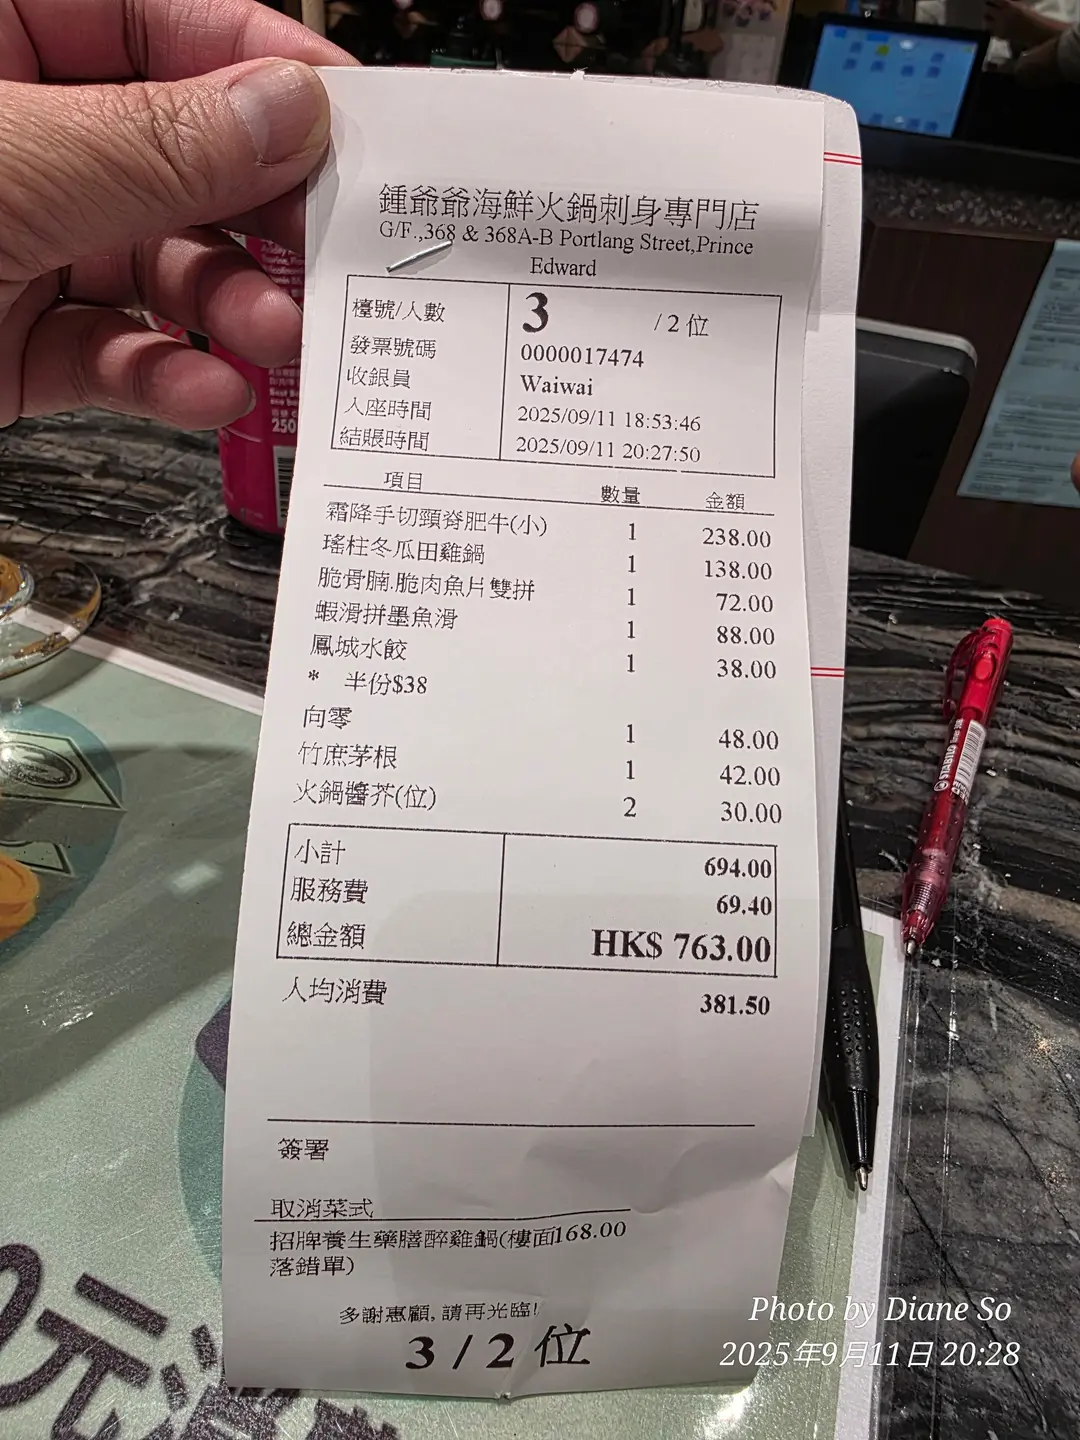 鍾爺爺海鮮火鍋刺身專門店
G/F.,368 & 368A-B Portlang Street,Prince
Edward
檯號/人數 3 /2 位
發票號碼 0000017474
收銀員 Waiwai
入座時間 2025/09/11 18:53:46
結賬時間 2025/09/11 20:27:50
項目 數量 金額
霜降手切頸脊肥牛(小) 1 238.00
瑤柱冬瓜田雞鍋 1 138.00
脆骨腩.脆肉魚片雙拼 1 72.00
蝦滑拼墨魚滑 1 88.00
鳳城水餃 1 38.00
* 半份$38
向零 1 48.00
竹庶茅根 1 42.00
火鍋醬芥(位) 2 30.00
小計 694.00
服務費 69.40
總金額 HK$ 763.00
人均消費 381.50
簽署
取消菜式
招牌養生藥膳醉雞鍋(樓面168.00
落錯單)
多謝惠顧, 請再光臨!
3 / 2 位
250
STABILO
0元
Photo by Diane So
2025年9月11日 20:28